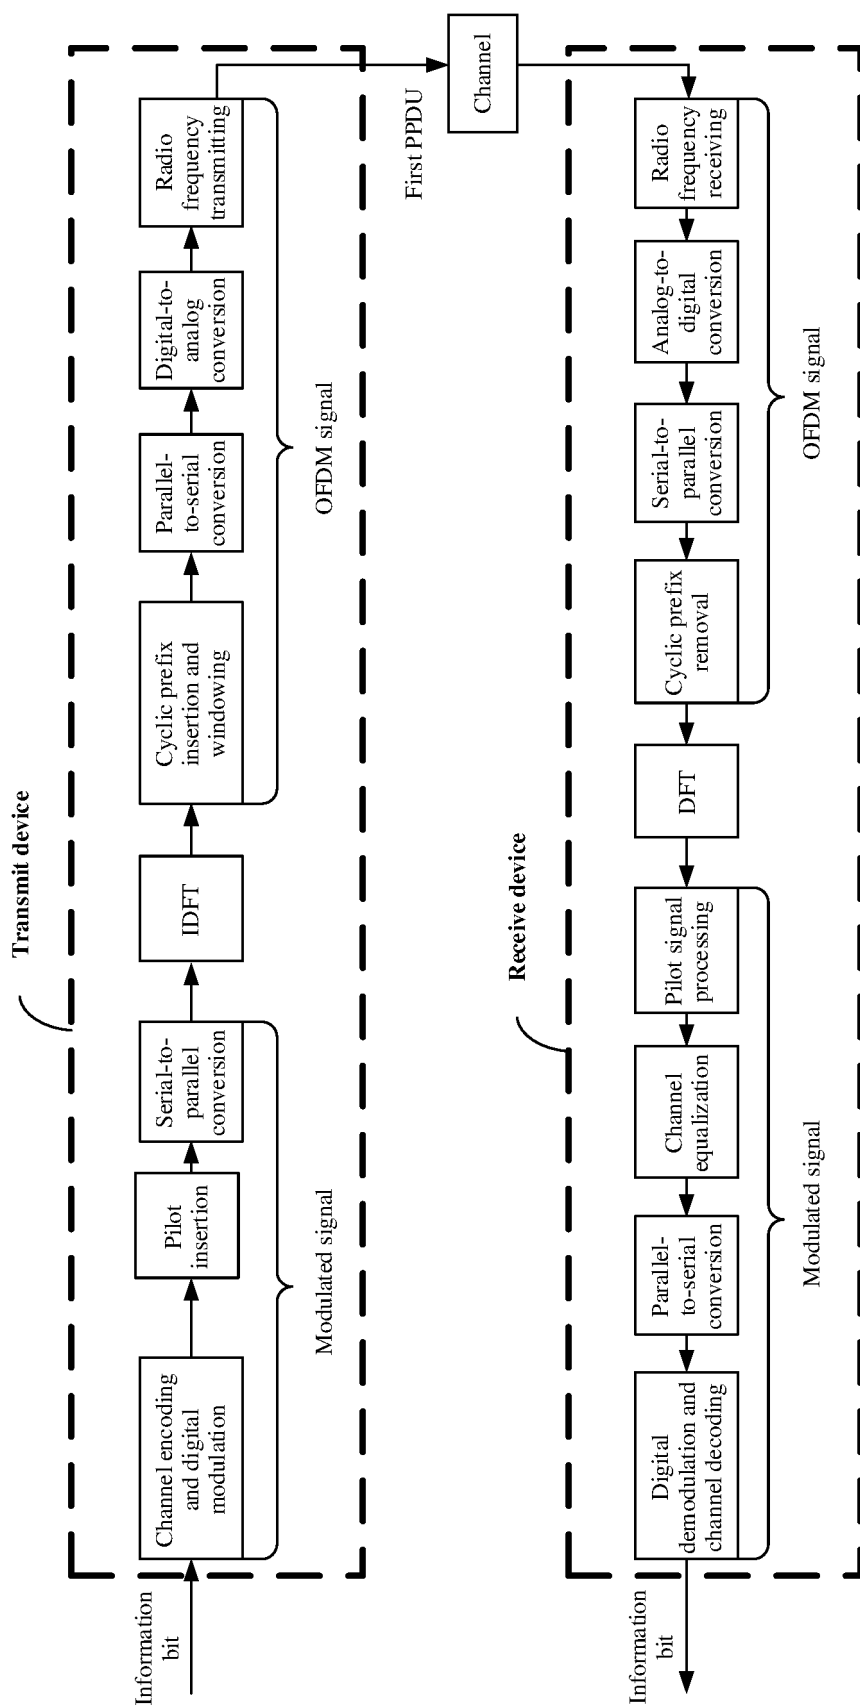 Transmit device
Information
bit
Channel encoding
and digital
modulation
Pilot
insertion
Serial-to-
parallel
conversion
IDFT
Cyclic prefix
insertion and
windowing
Parallel-
to-serial
conversion
Digital-to-
analog
conversion
Radio
frequency
transmitting
Modulated signal
OFDM signal
First PPDU
Channel
Receive device
Radio
frequency
receiving
Analog-to-
digital
conversion
Serial-to-
parallel
conversion
Cyclic prefix
removal
DFT
Pilot signal
processing
Channel
equalization
Parallel-
to-serial
conversion
Digital
demodulation and
channel decoding
Information
bit
OFDM signal
Modulated signal